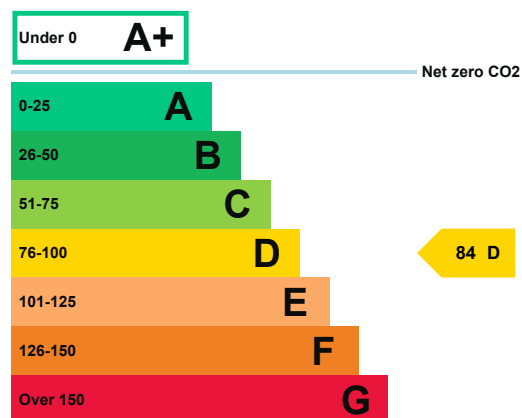 Under 0 A+
Net zero CO2
0-25 A
26-50 B
51-75 C
76-100 D
84 D
101-125 E
126-150 F
Over 150 G